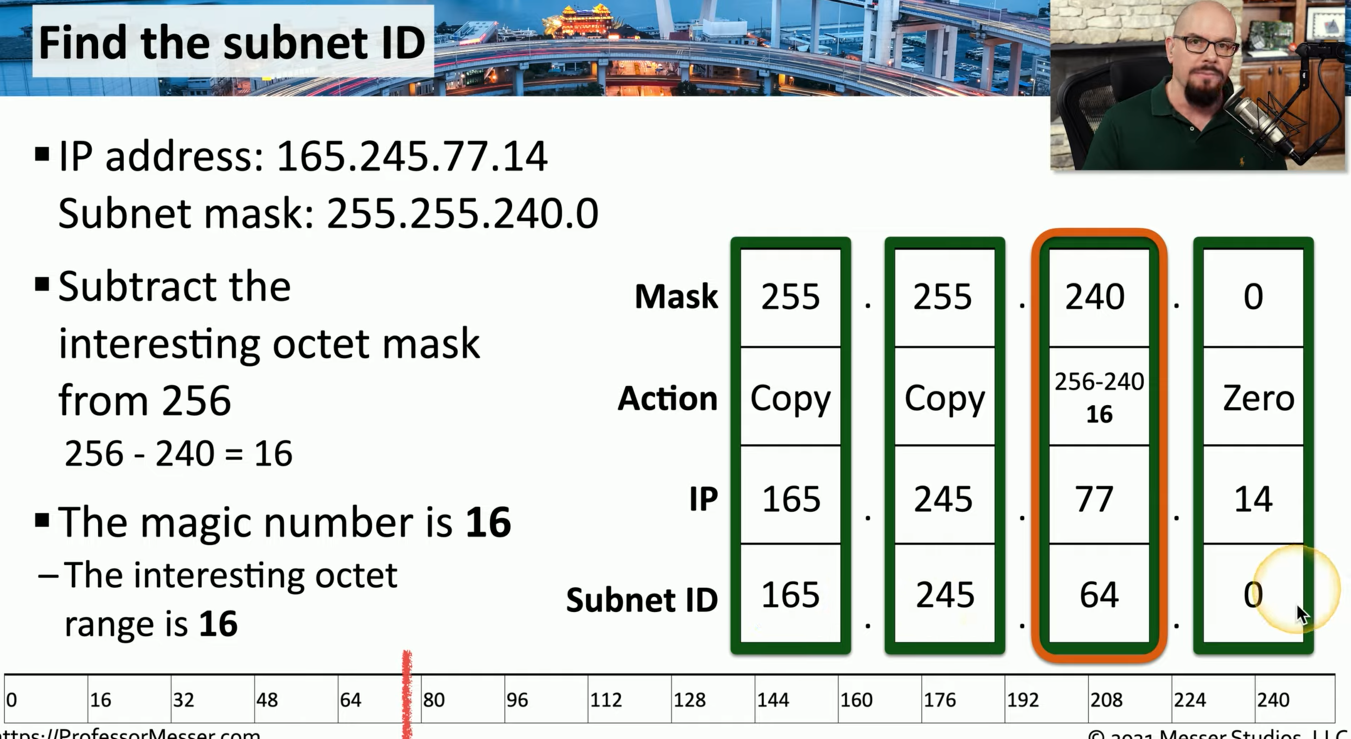 Find the subnet ID
▪ IP address: 165.245.77.14
Subnet mask: 255.255.240.0
▪ Subtract the
interesting octet mask
from 256
256 - 240 = 16
▪ The magic number is 16
– The interesting octet
range is 16
Mask 255 . 255 . 240 . 0
Action Copy Copy 256-240 16 Zero
IP 165 . 245 . 77 . 14
Subnet ID 165 . 245 . 64 . 0
0 16 32 48 64 80 96 112 128 144 160 176 192 208 224 240
https://ProfessorMesser.com
© 2021 Messer Studios, LLC